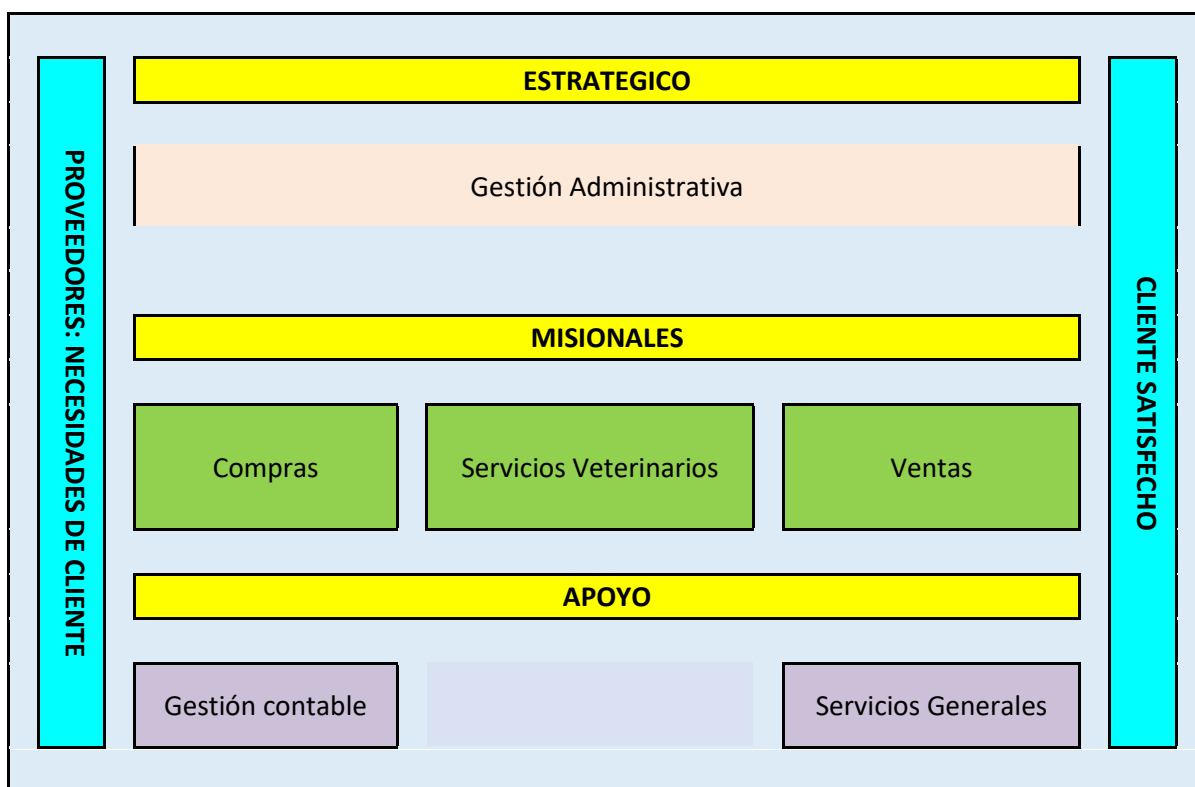 ESTRATEGICO
PROVEEDORES: NECESIDADES DE CLIENTE
Gestión Administrativa
CLIENTE SATISFECHO
MISIONALES
Compras
Servicios Veterinarios
Ventas
APOYO
Gestión contable
Servicios Generales